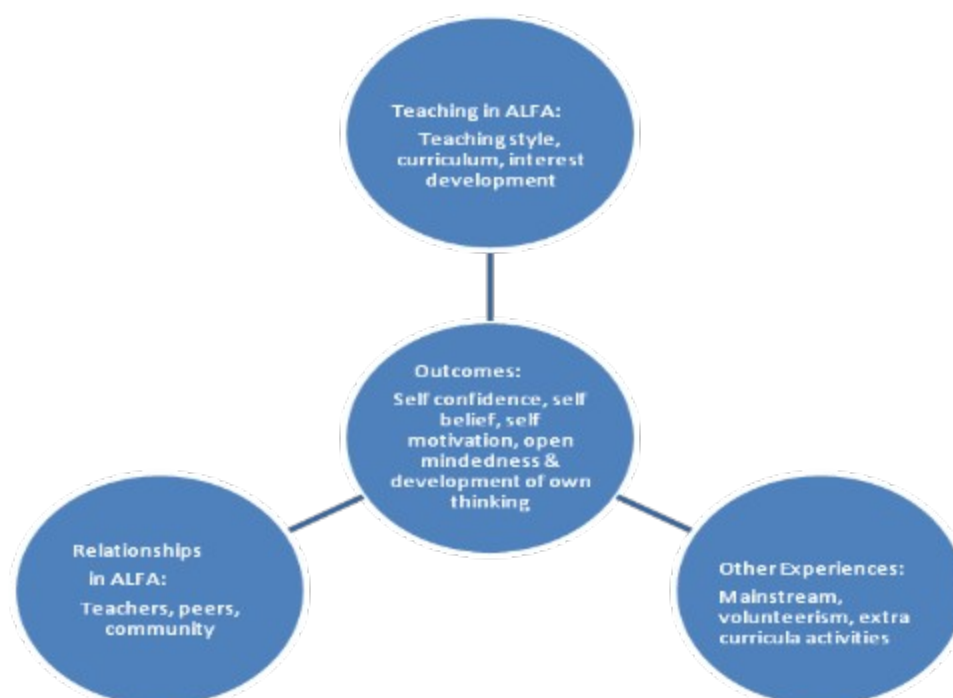 Teaching in ALFA:
Teaching style,
curriculum, interest
development
Outcomes:
Self confidence, self
belief, self
motivation, open
mindedness &
development of own
thinking
Relationships
in ALFA:
Teachers, peers,
community
Other Experiences:
Mainstream,
volunteerism, extra
curricula activities